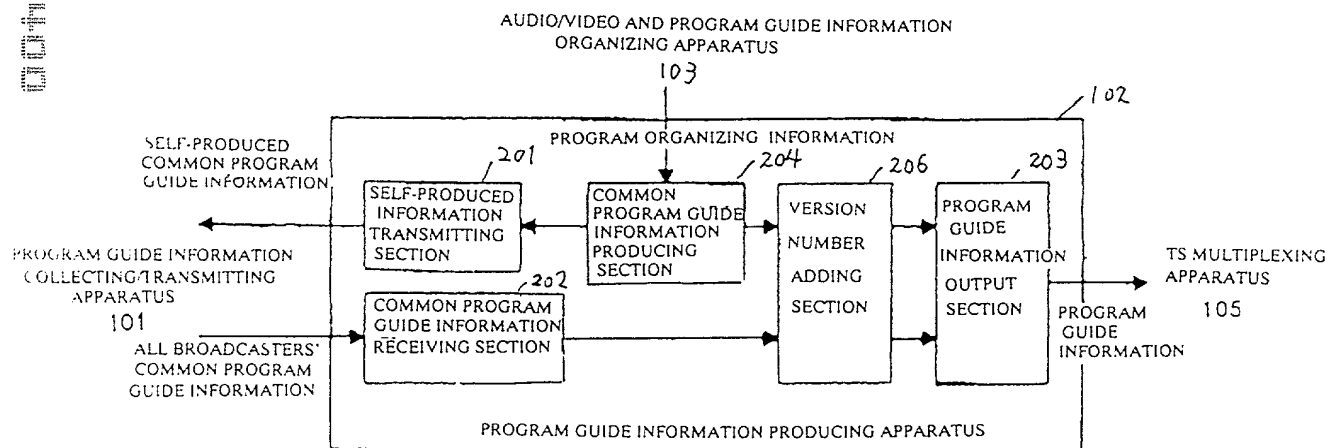 AUDIO/VIDEO AND PROGRAM GUIDE INFORMATION
ORGANIZING APPARATUS
103
102
PROGRAM ORGANIZING INFORMATION
SELF-PRODUCED
COMMON PROGRAM
GUIDE INFORMATION
201
SELF-PRODUCED
INFORMATION
TRANSMITTING
SECTION
204
COMMON
PROGRAM GUIDE
INFORMATION
PRODUCING
SECTION
206
VERSION
NUMBER
ADDING
SECTION
203
PROGRAM
GUIDE
INFORMATION
OUTPUT
SECTION
PROGRAM GUIDE INFORMATION
COLLECTING/TRANSMITTING
APPARATUS
101
202
COMMON PROGRAM
GUIDE INFORMATION
RECEIVING SECTION
TS MULTIPLEXING
APPARATUS
105
PROGRAM
GUIDE
INFORMATION
ALL BROADCASTERS'
COMMON PROGRAM
GUIDE INFORMATION
PROGRAM GUIDE INFORMATION PRODUCING APPARATUS